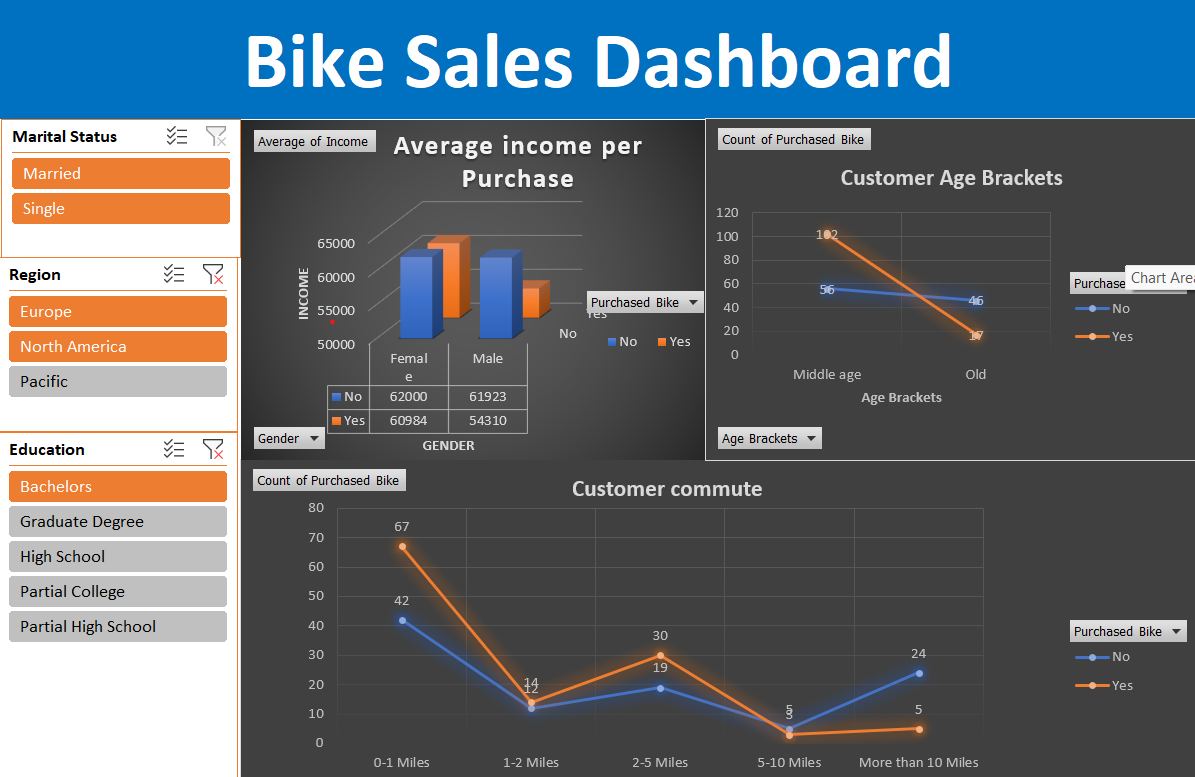 Bike Sales Dashboard
Marital Status
Married
Single
Region
Europe
North America
Pacific
Education
Bachelors
Graduate Degree
High School
Partial College
Partial High School
Average of Income
Average income per
Purchase
65000
60000
55000
50000
INCOME
Femal
e
Male
No 62000 61923
Yes 60984 54310
GENDER
Gender
Purchased Bike
Yes
No
No Yes
Count of Purchased Bike
Customer Age Brackets
120
100
80
60
40
20
0
102
56
46
17
Middle age Old
Age Brackets
Age Brackets
Purchase
Chart Area
No
Yes
Count of Purchased Bike
Customer commute
80
70
60
50
40
30
20
10
0
67
42
14
12
30
19
5
3
24
5
0-1 Miles 1-2 Miles 2-5 Miles 5-10 Miles More than 10 Miles
Purchased Bike
No
Yes